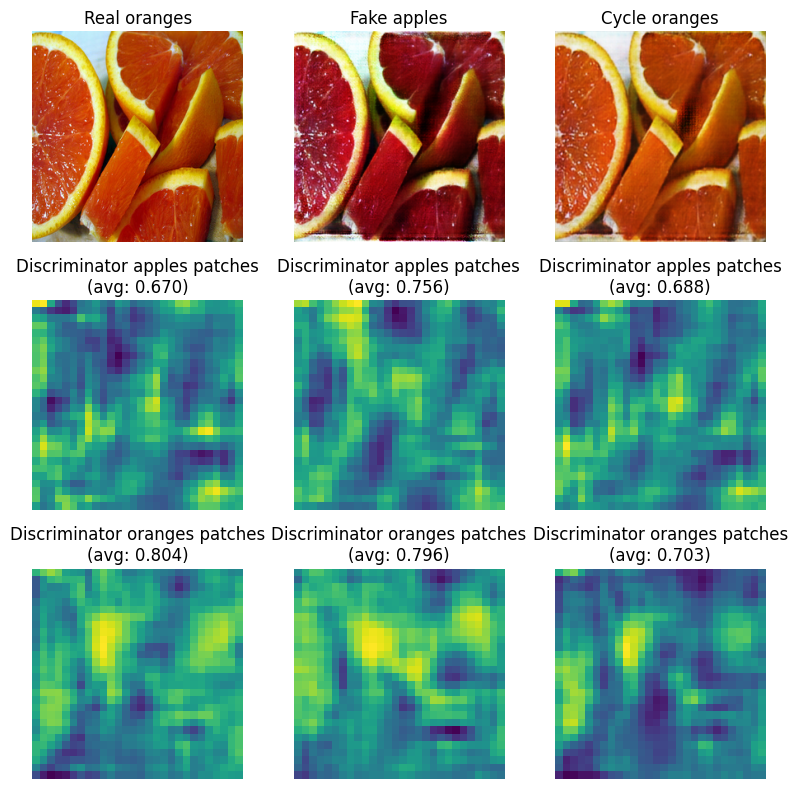 Real oranges
Fake apples
Cycle oranges
Discriminator apples patches
(avg: 0.670)
Discriminator apples patches
(avg: 0.756)
Discriminator apples patches
(avg: 0.688)
Discriminator oranges patches
(avg: 0.804)
Discriminator oranges patches
(avg: 0.796)
Discriminator oranges patches
(avg: 0.703)